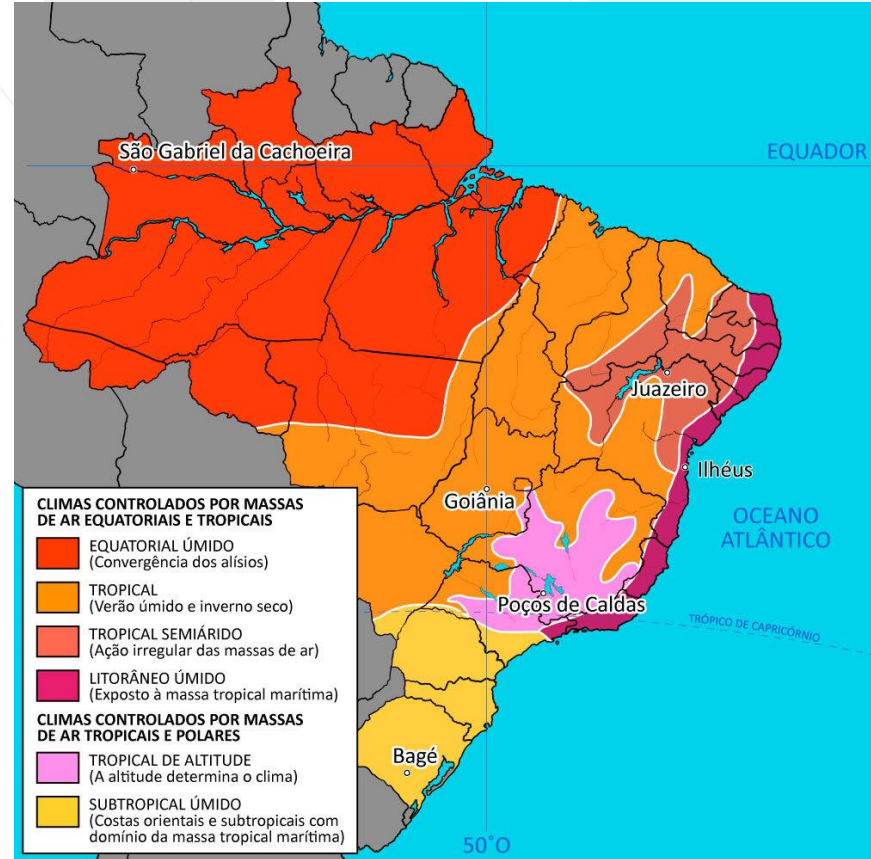 São Gabriel da Cachoeira
EQUADOR
Juazeiro
Ilhéus
Goiânia
OCEANO
ATLÂNTICO
Poços de Caldas
TRÓPICO DE CAPRICÓRNIO
Bagé
50°O
CLIMAS CONTROLADOS POR MASSAS
DE AR EQUATORIAIS E TROPICAIS
EQUATORIAL ÚMIDO
(Convergência dos alísios)
TROPICAL
(Verão úmido e inverno seco)
TROPICAL SEMIÁRIDO
(Ação irregular das massas de ar)
LITORÂNEO ÚMIDO
(Exposto à massa tropical marítima)
CLIMAS CONTROLADOS POR MASSAS
DE AR TROPICAIS E POLARES
TROPICAL DE ALTITUDE
(A altitude determina o clima)
SUBTROPICAL ÚMIDO
(Costas orientais e subtropicais com
domínio da massa tropical marítima)